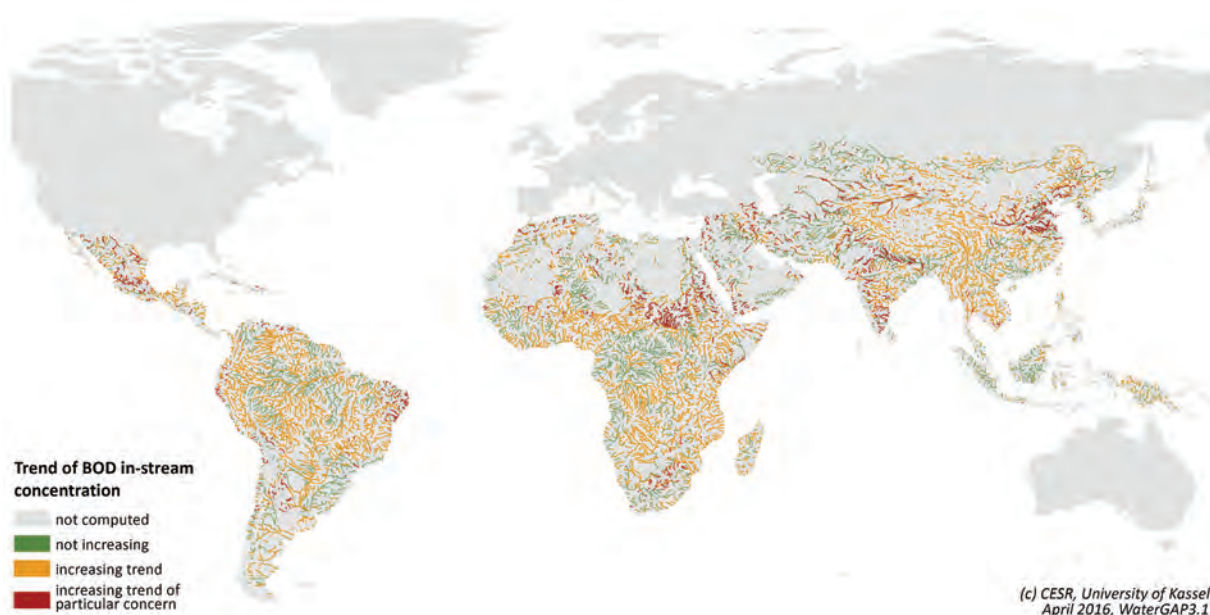 Trend of BOD in-stream
concentration
not computed
not increasing
increasing trend
increasing trend of
particular concern
(c) CESR, University of Kassel
April 2016, WaterGAP3.1